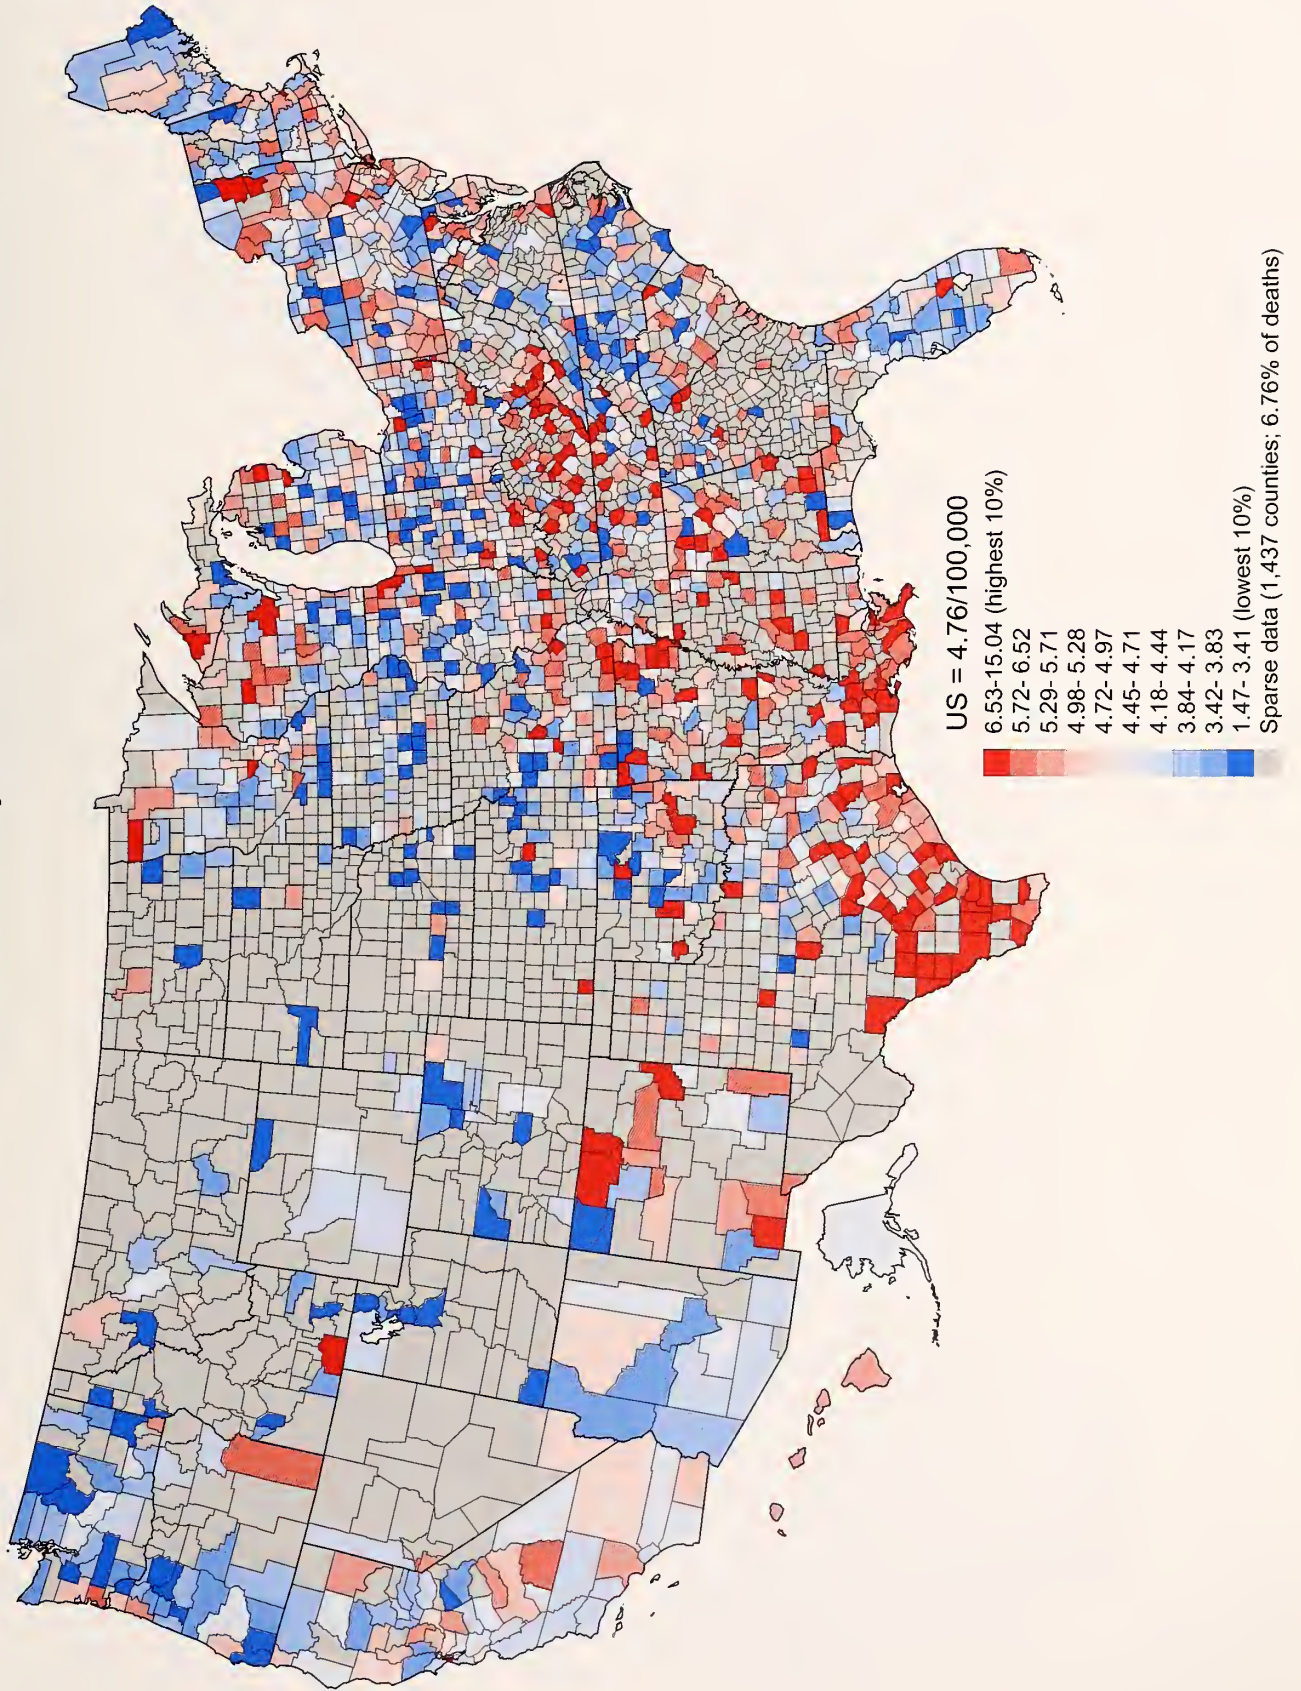 US = 4.76/100,000
6.53-15.04 (highest 10%)
5.72- 6.52
5.29- 5.71
4.98- 5.28
4.72- 4.97
4.45- 4.71
4.18- 4.44
3.84- 4.17
3.42- 3.83
1.47- 3.41 (lowest 10%)
Sparse data (1,437 counties; 6.76% of deaths)